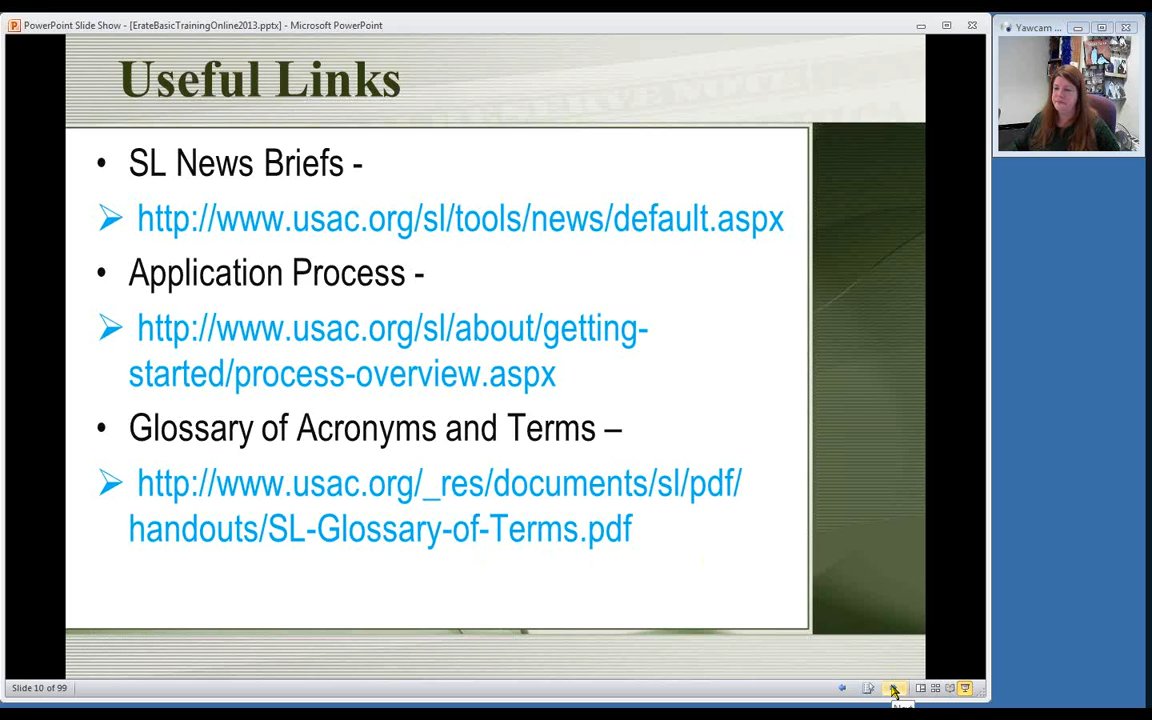 PowerPoint Slide Show - [ErateBasicTrainingOnline2013.pptx] - Microsoft PowerPoint
Yawcam ...
Useful Links
• SL News Briefs -
➢ http://www.usac.org/sl/tools/news/default.aspx
• Application Process -
➢ http://www.usac.org/sl/about/getting-
started/process-overview.aspx
• Glossary of Acronyms and Terms –
➢ http://www.usac.org/_res/documents/sl/pdf/
handouts/SL-Glossary-of-Terms.pdf
Slide 10 of 99